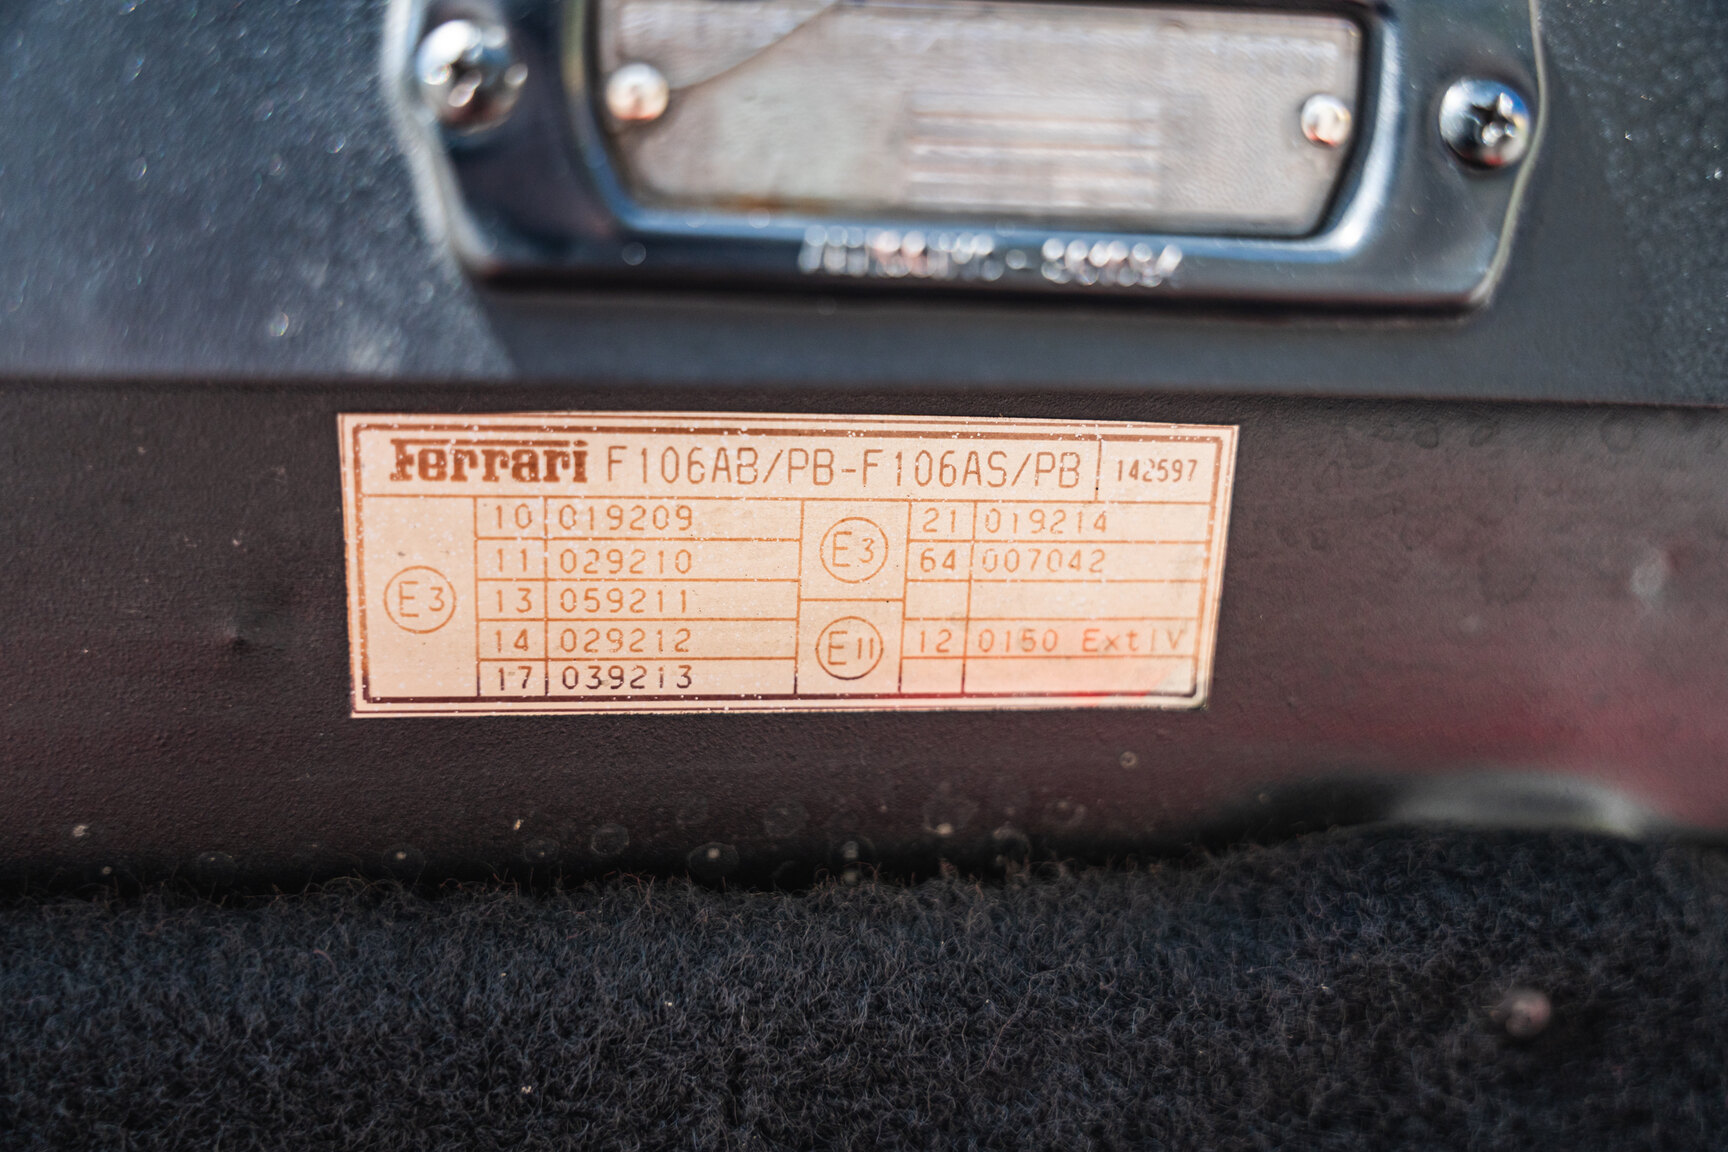 Ferrari F106AB/PB-F106AS/PB 142597
E3
10 019209
11 029210
13 059211
14 029212
17 039213
E3
21 019214
64 007042
E11
12 0150 Ext IV